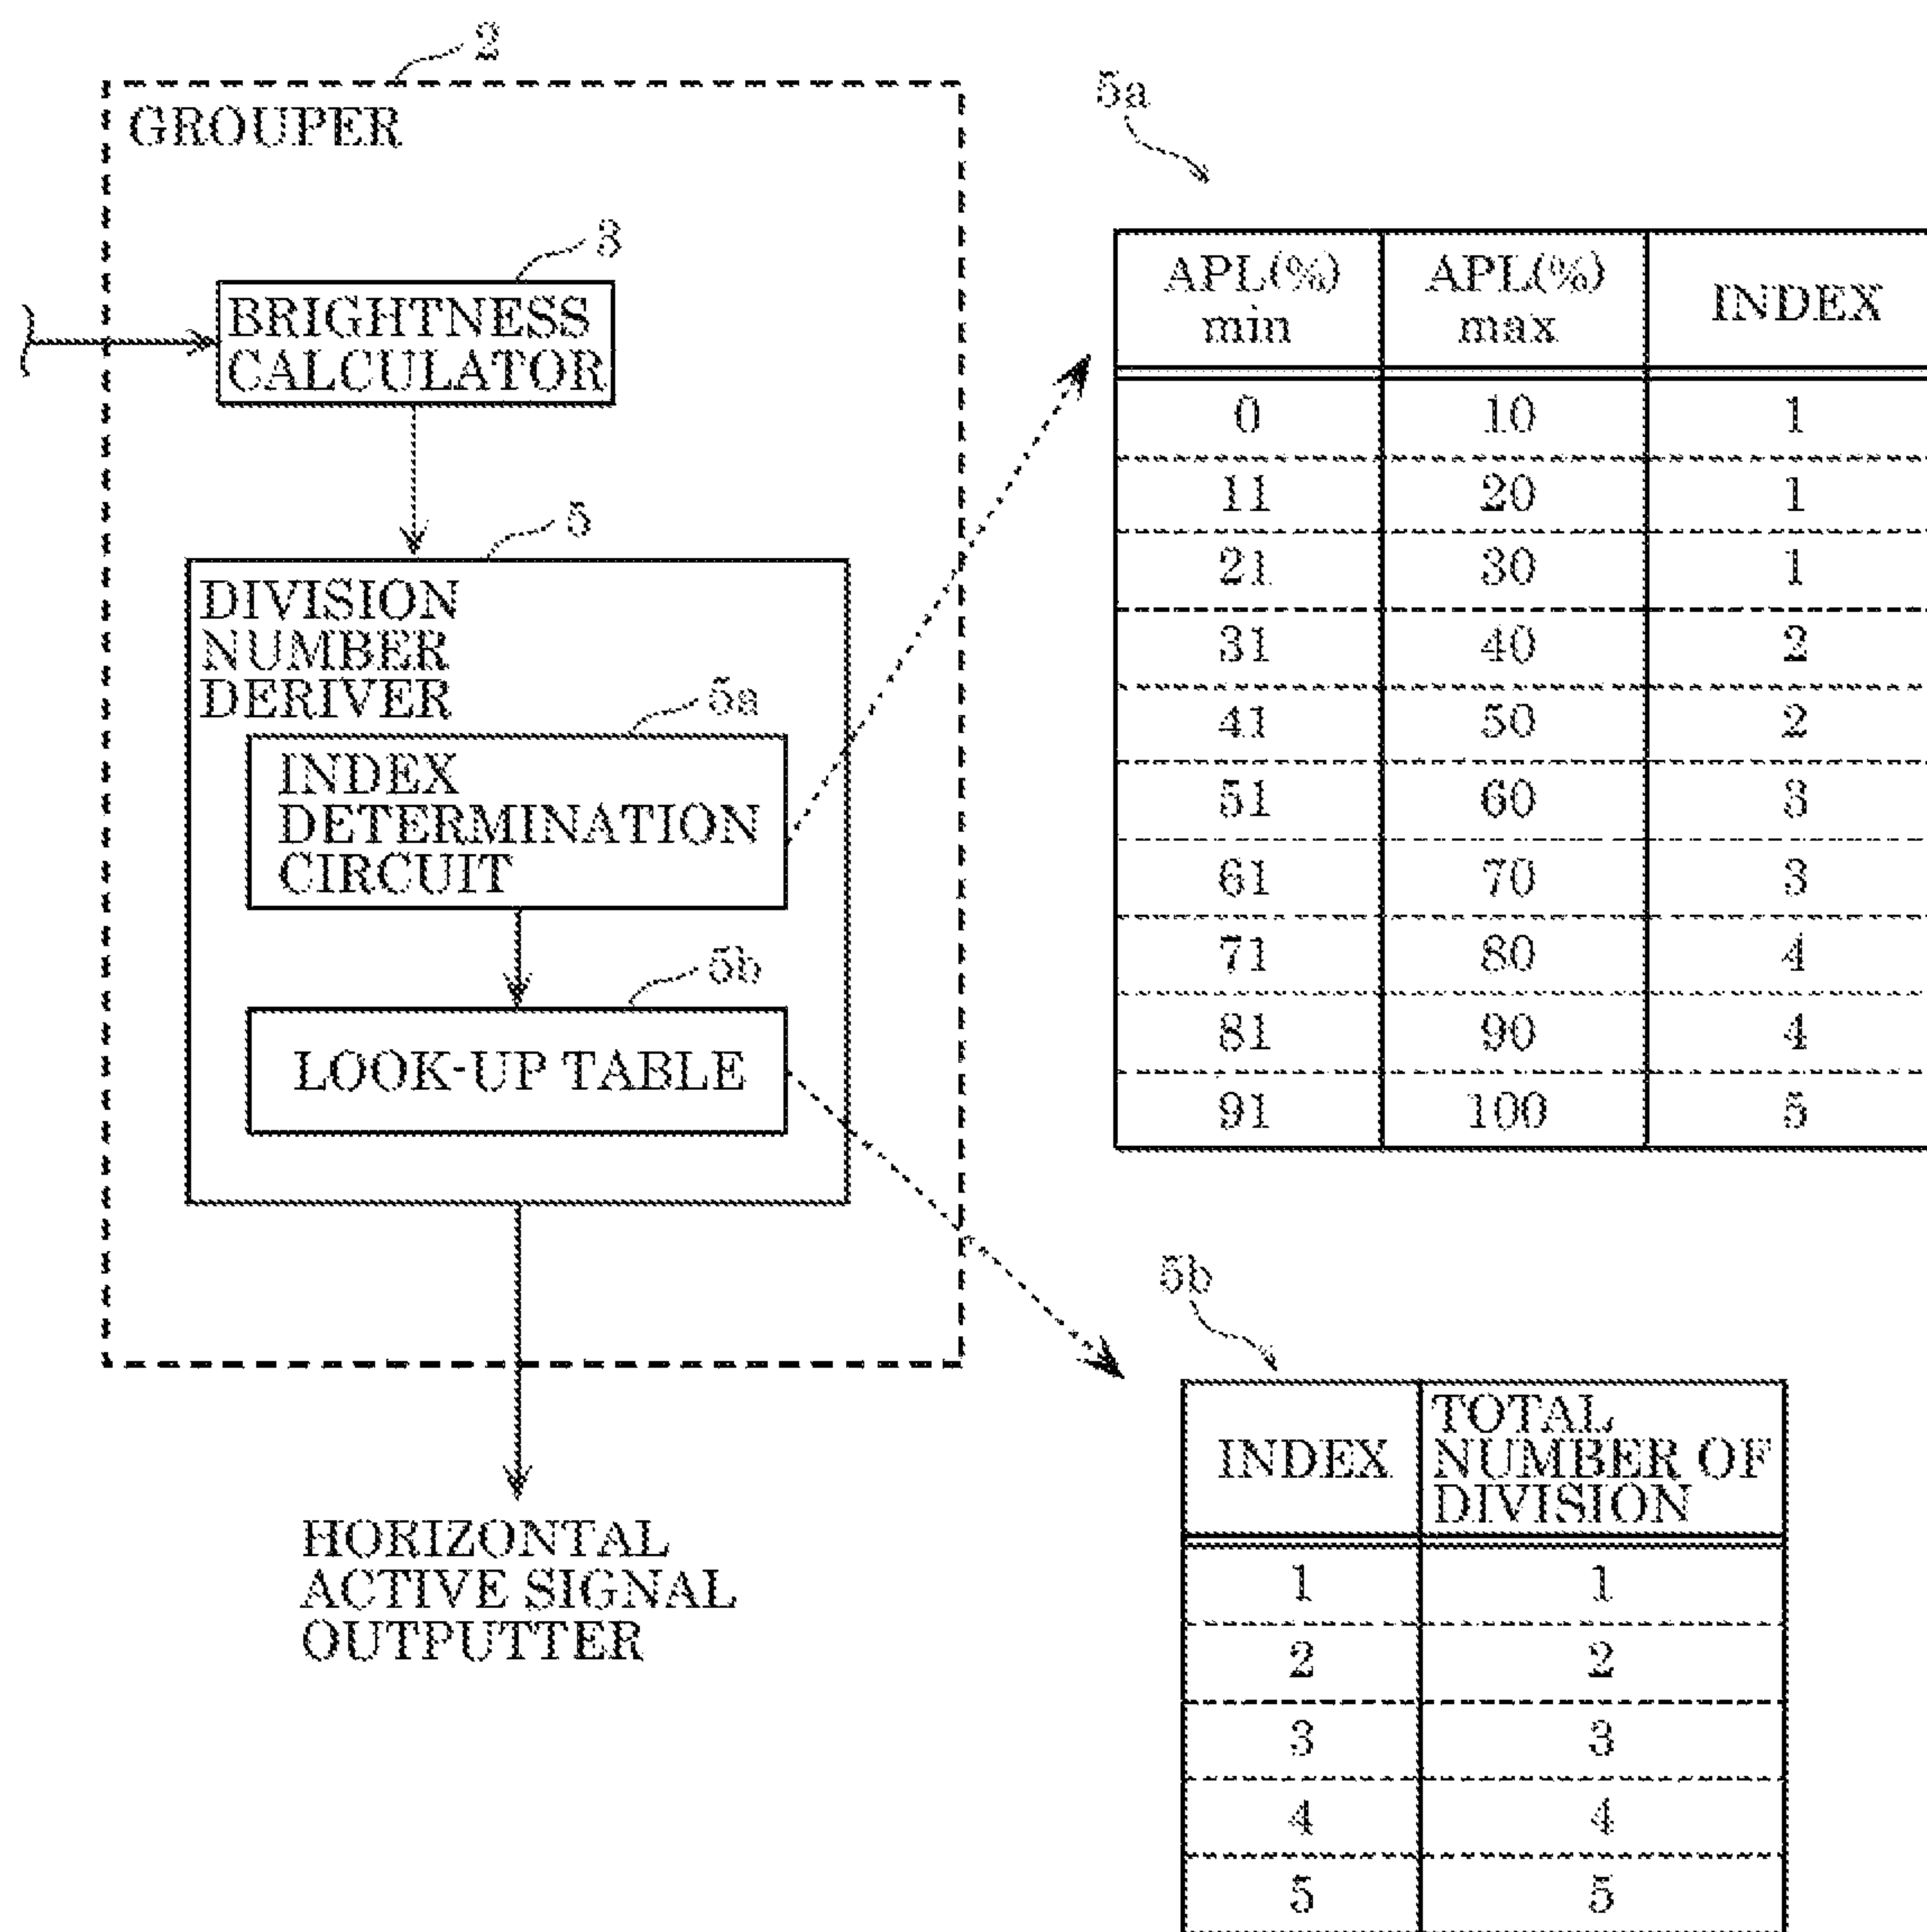 2
GROUPER
3
BRIGHTNESS
CALCULATOR
5
DIVISION
NUMBER
DERIVER
5a
INDEX
DETERMINATION
CIRCUIT
5b
LOOK-UP TABLE
HORIZONTAL
ACTIVE SIGNAL
OUTPUTTER
5a
APL(%) min APL(%) max INDEX
0 10 1
11 20 1
21 30 1
31 40 2
41 50 2
51 60 3
61 70 3
71 80 4
81 90 4
91 100 5
5b
INDEX TOTAL NUMBER OF DIVISION
1 1
2 2
3 3
4 4
5 5